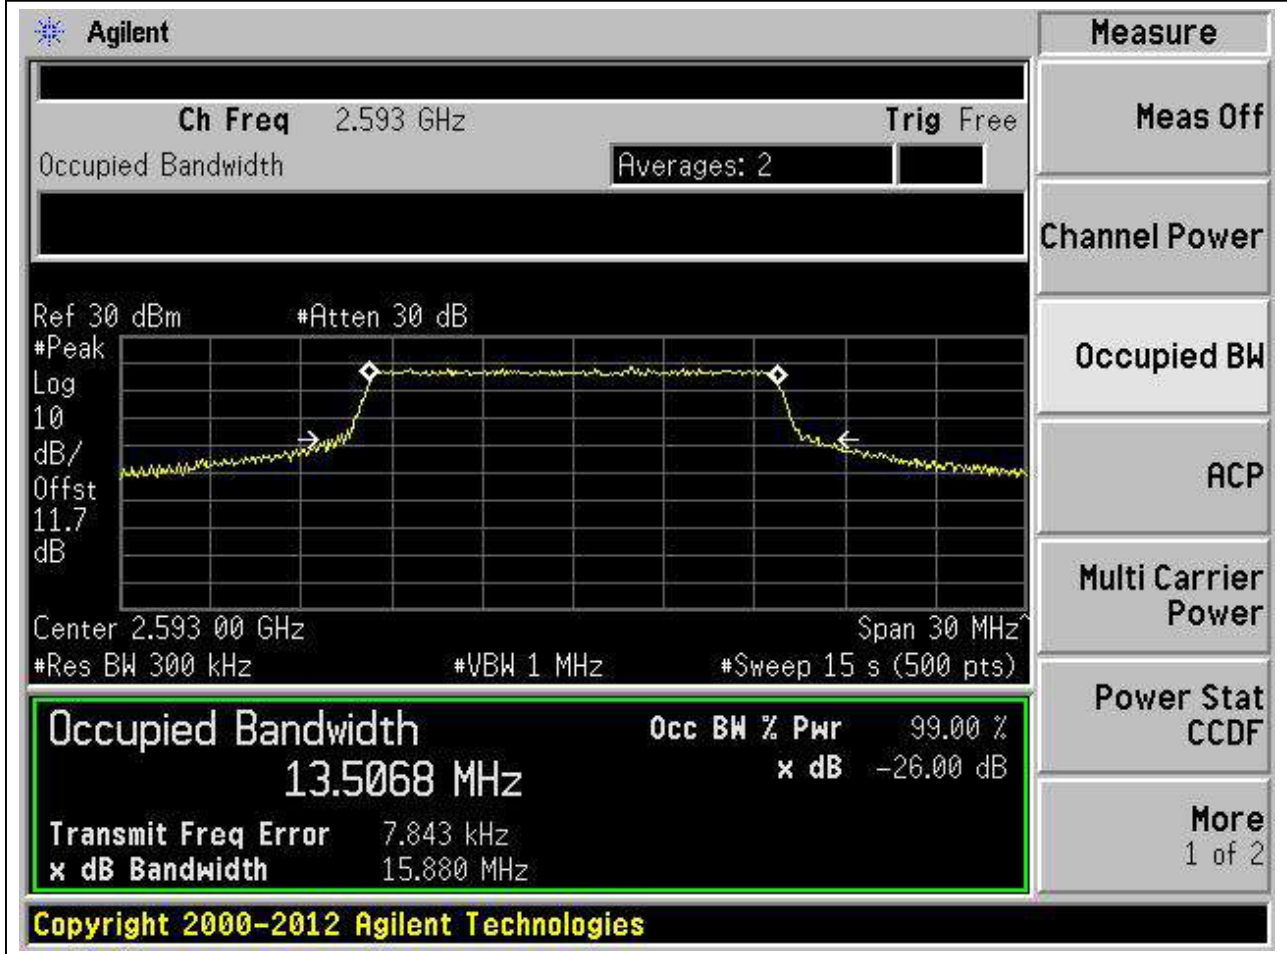 Agilent
Measure
Ch Freq 2.593 GHz Trig Free
Occupied Bandwidth Averages: 2
Meas Off
Channel Power
Occupied BW
ACP
Multi Carrier
Power
Power Stat
CCDF
More
1 of 2
Ref 30 dBm #Atten 30 dB
#Peak
Log
10
dB/
Offst
11.7
dB
Center 2.593 00 GHz Span 30 MHz^
#Res BW 300 kHz #VBW 1 MHz #Sweep 15 s (500 pts)
Occupied Bandwidth Occ BW % Pwr 99.00 %
13.5068 MHz x dB -26.00 dB
Transmit Freq Error 7.843 kHz
x dB Bandwidth 15.880 MHz
Copyright 2000-2012 Agilent Technologies